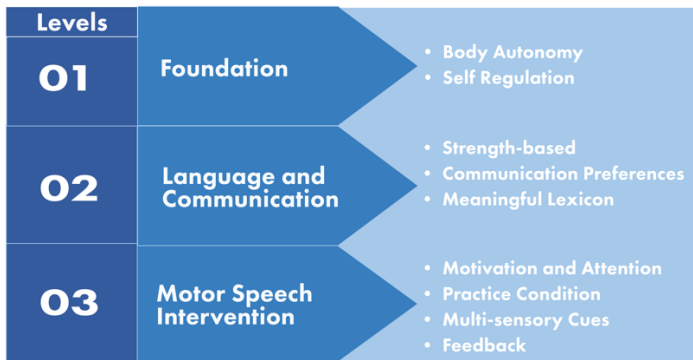 Levels
01
Foundation
• Body Autonomy
• Self Regulation
02
Language and
Communication
• Strength-based
• Communication Preferences
• Meaningful Lexicon
03
Motor Speech
Intervention
• Motivation and Attention
• Practice Condition
• Multi-sensory Cues
• Feedback